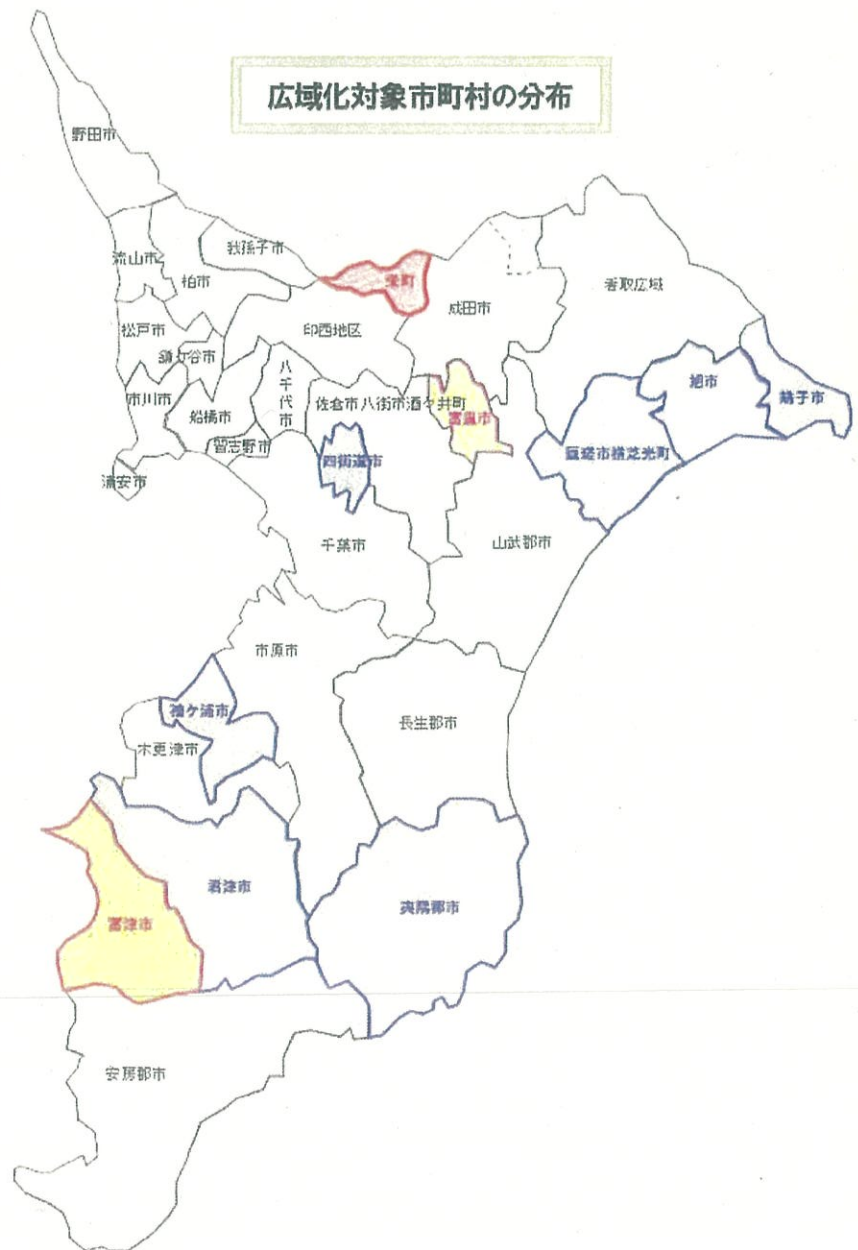 広域化対象市町村の分布
野田市
我孫子市
流山市
柏市
栄町
成田市
香取広域
松戸市
印西地区
鎌ケ谷市
八千代市
旭市
銚子市
市川市
船橋市
佐倉市八街市酒々井町
富里市
習志野市
四街道市
匝瑳市横芝光町
浦安市
千葉市
山武郡市
市原市
袖ケ浦市
長生郡市
木更津市
君津市
夷隅郡市
富津市
安房郡市